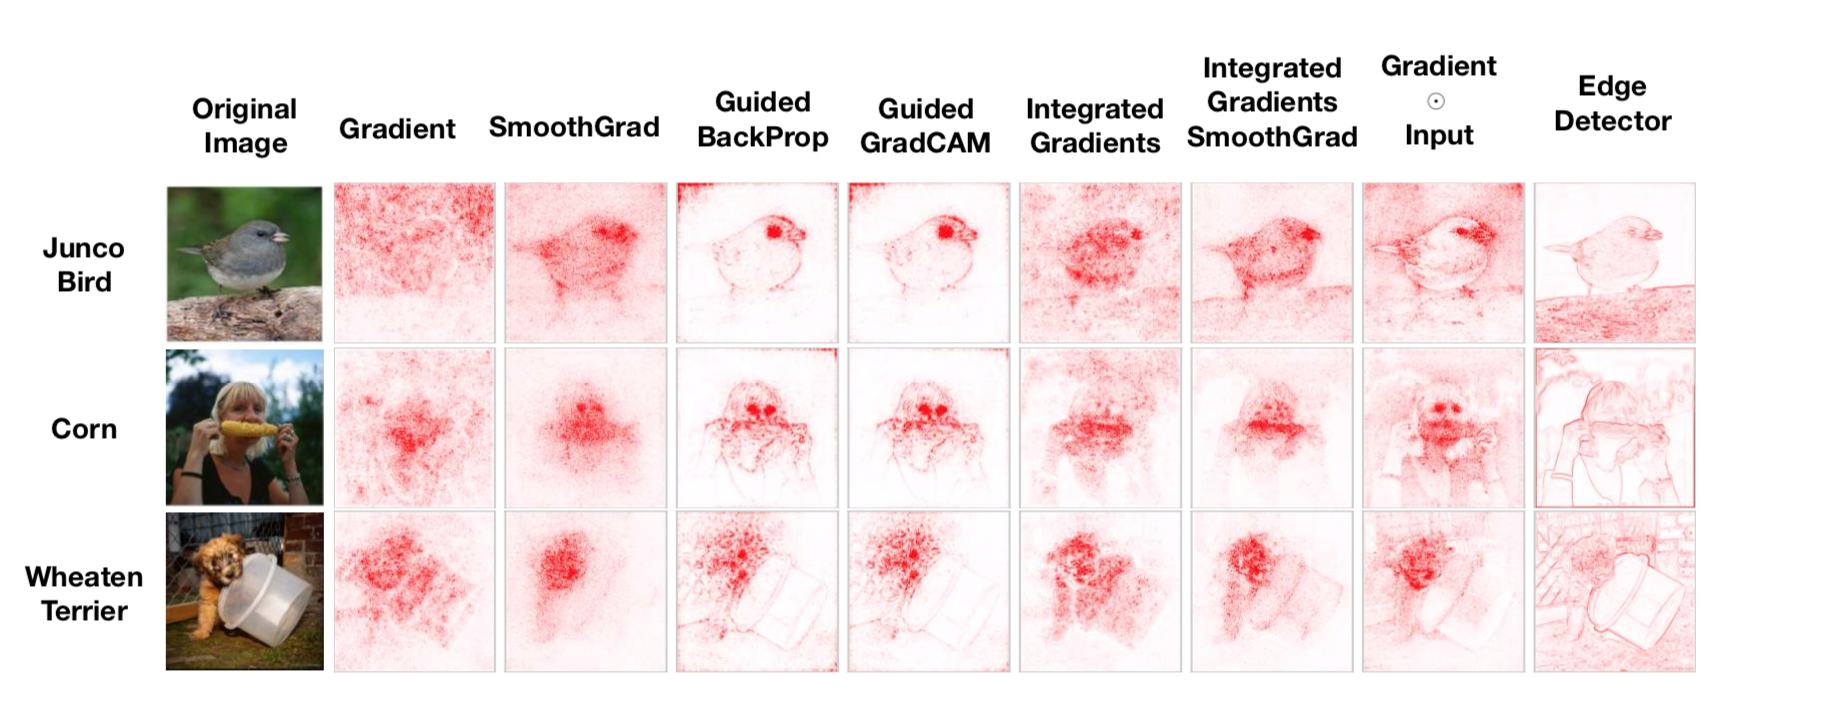 Original
Image
Gradient
SmoothGrad
Guided
BackProp
Guided
GradCAM
Integrated
Gradients
Integrated
Gradients
SmoothGrad
Gradient
⊙
Input
Edge
Detector
Junco
Bird
Corn
Wheaten
Terrier